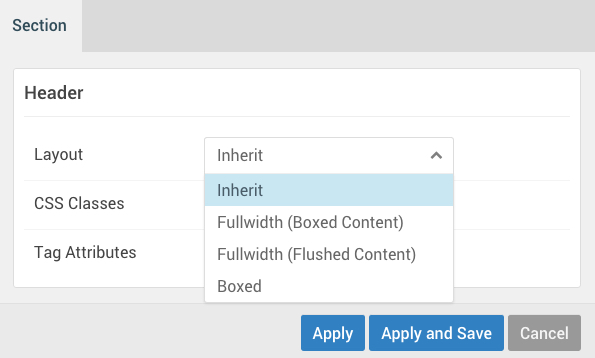 Section
Header
Layout
Inherit
Inherit
CSS Classes
Fullwidth (Boxed Content)
Tag Attributes
Fullwidth (Flushed Content)
Boxed
Apply
Apply and Save
Cancel